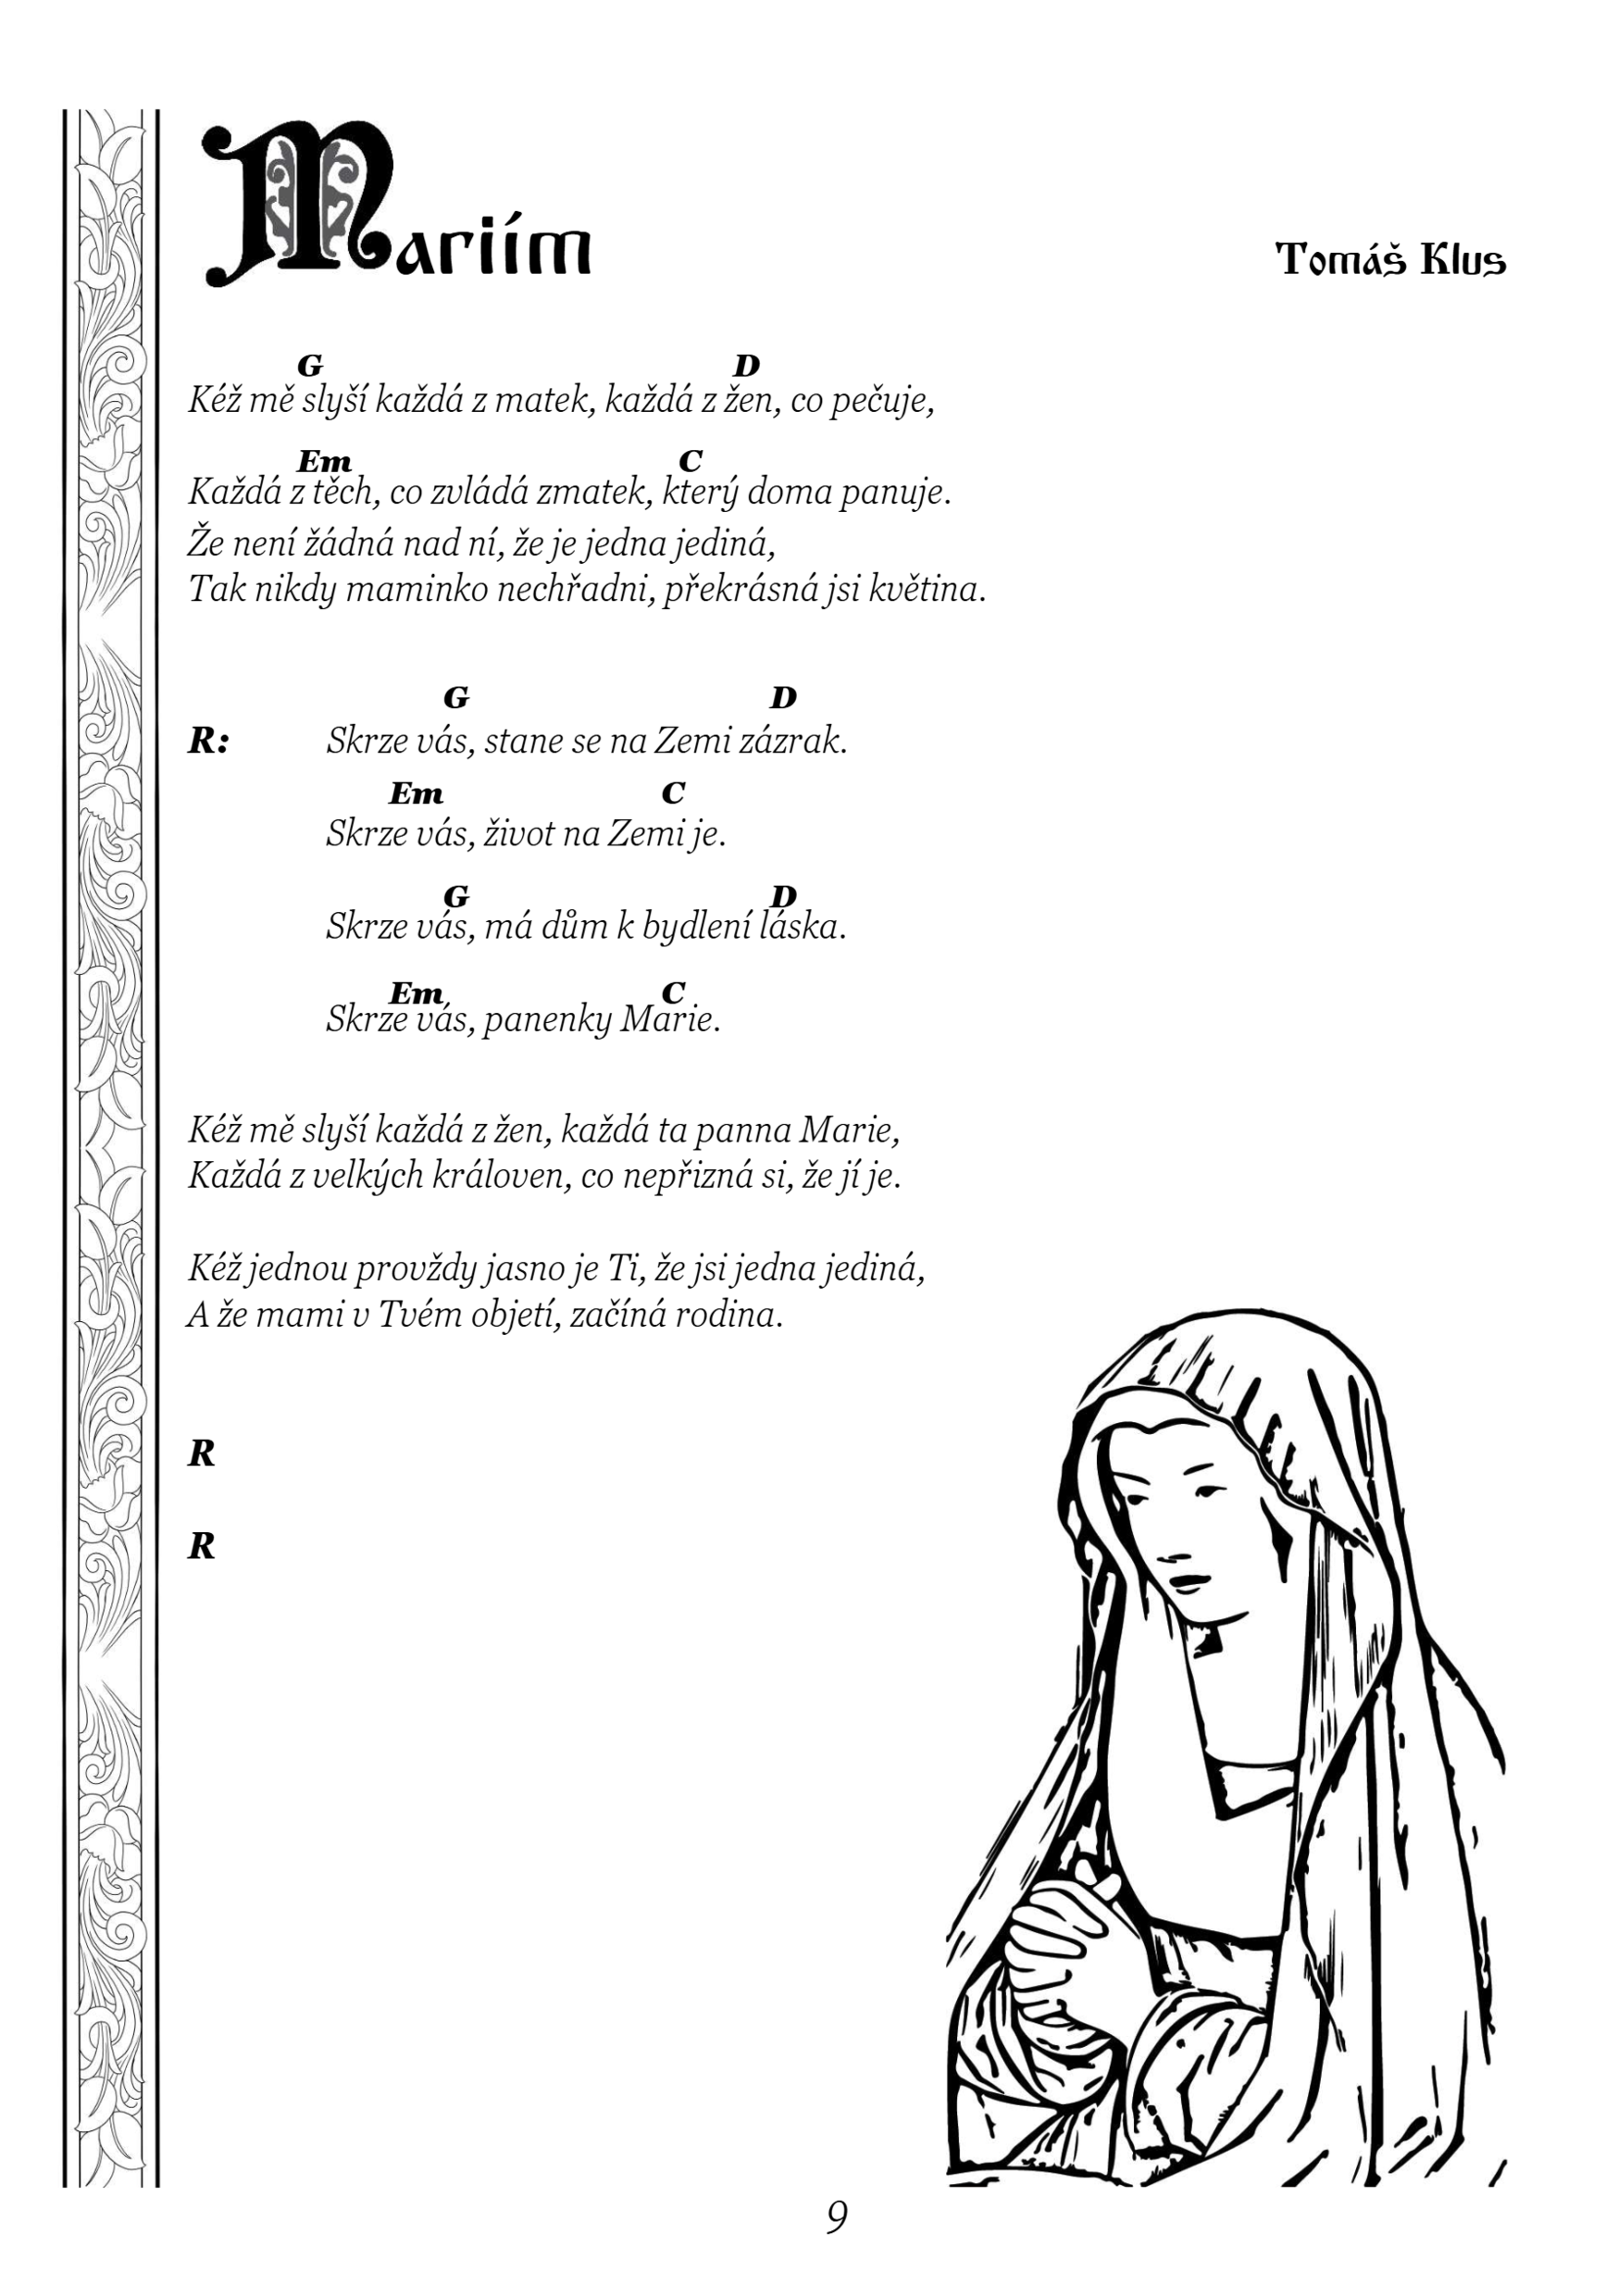 Mariím
Tomáš Klus
G D
Kéž mě slyší každá z matek, každá z žen, co pečuje,
Em C
Každá z těch, co zvládá zmatek, který doma panuje.
Že není žádná nad ní, že je jedna jediná,
Tak nikdy maminko nechřadni, překrásná jsi květina.
G D
R: Skrze vás, stane se na Zemi zázrak.
Em C
Skrze vás, život na Zemi je.
G D
Skrze vás, má dům k bydlení láska.
Em C
Skrze vás, panenky Marie.
Kéž mě slyší každá z žen, každá ta panna Marie,
Každá z velkých královen, co nepřizná si, že jí je.
Kéž jednou provždy jasno je Ti, že jsi jedna jediná,
A že mami v Tvém objetí, začíná rodina.
R
R
9